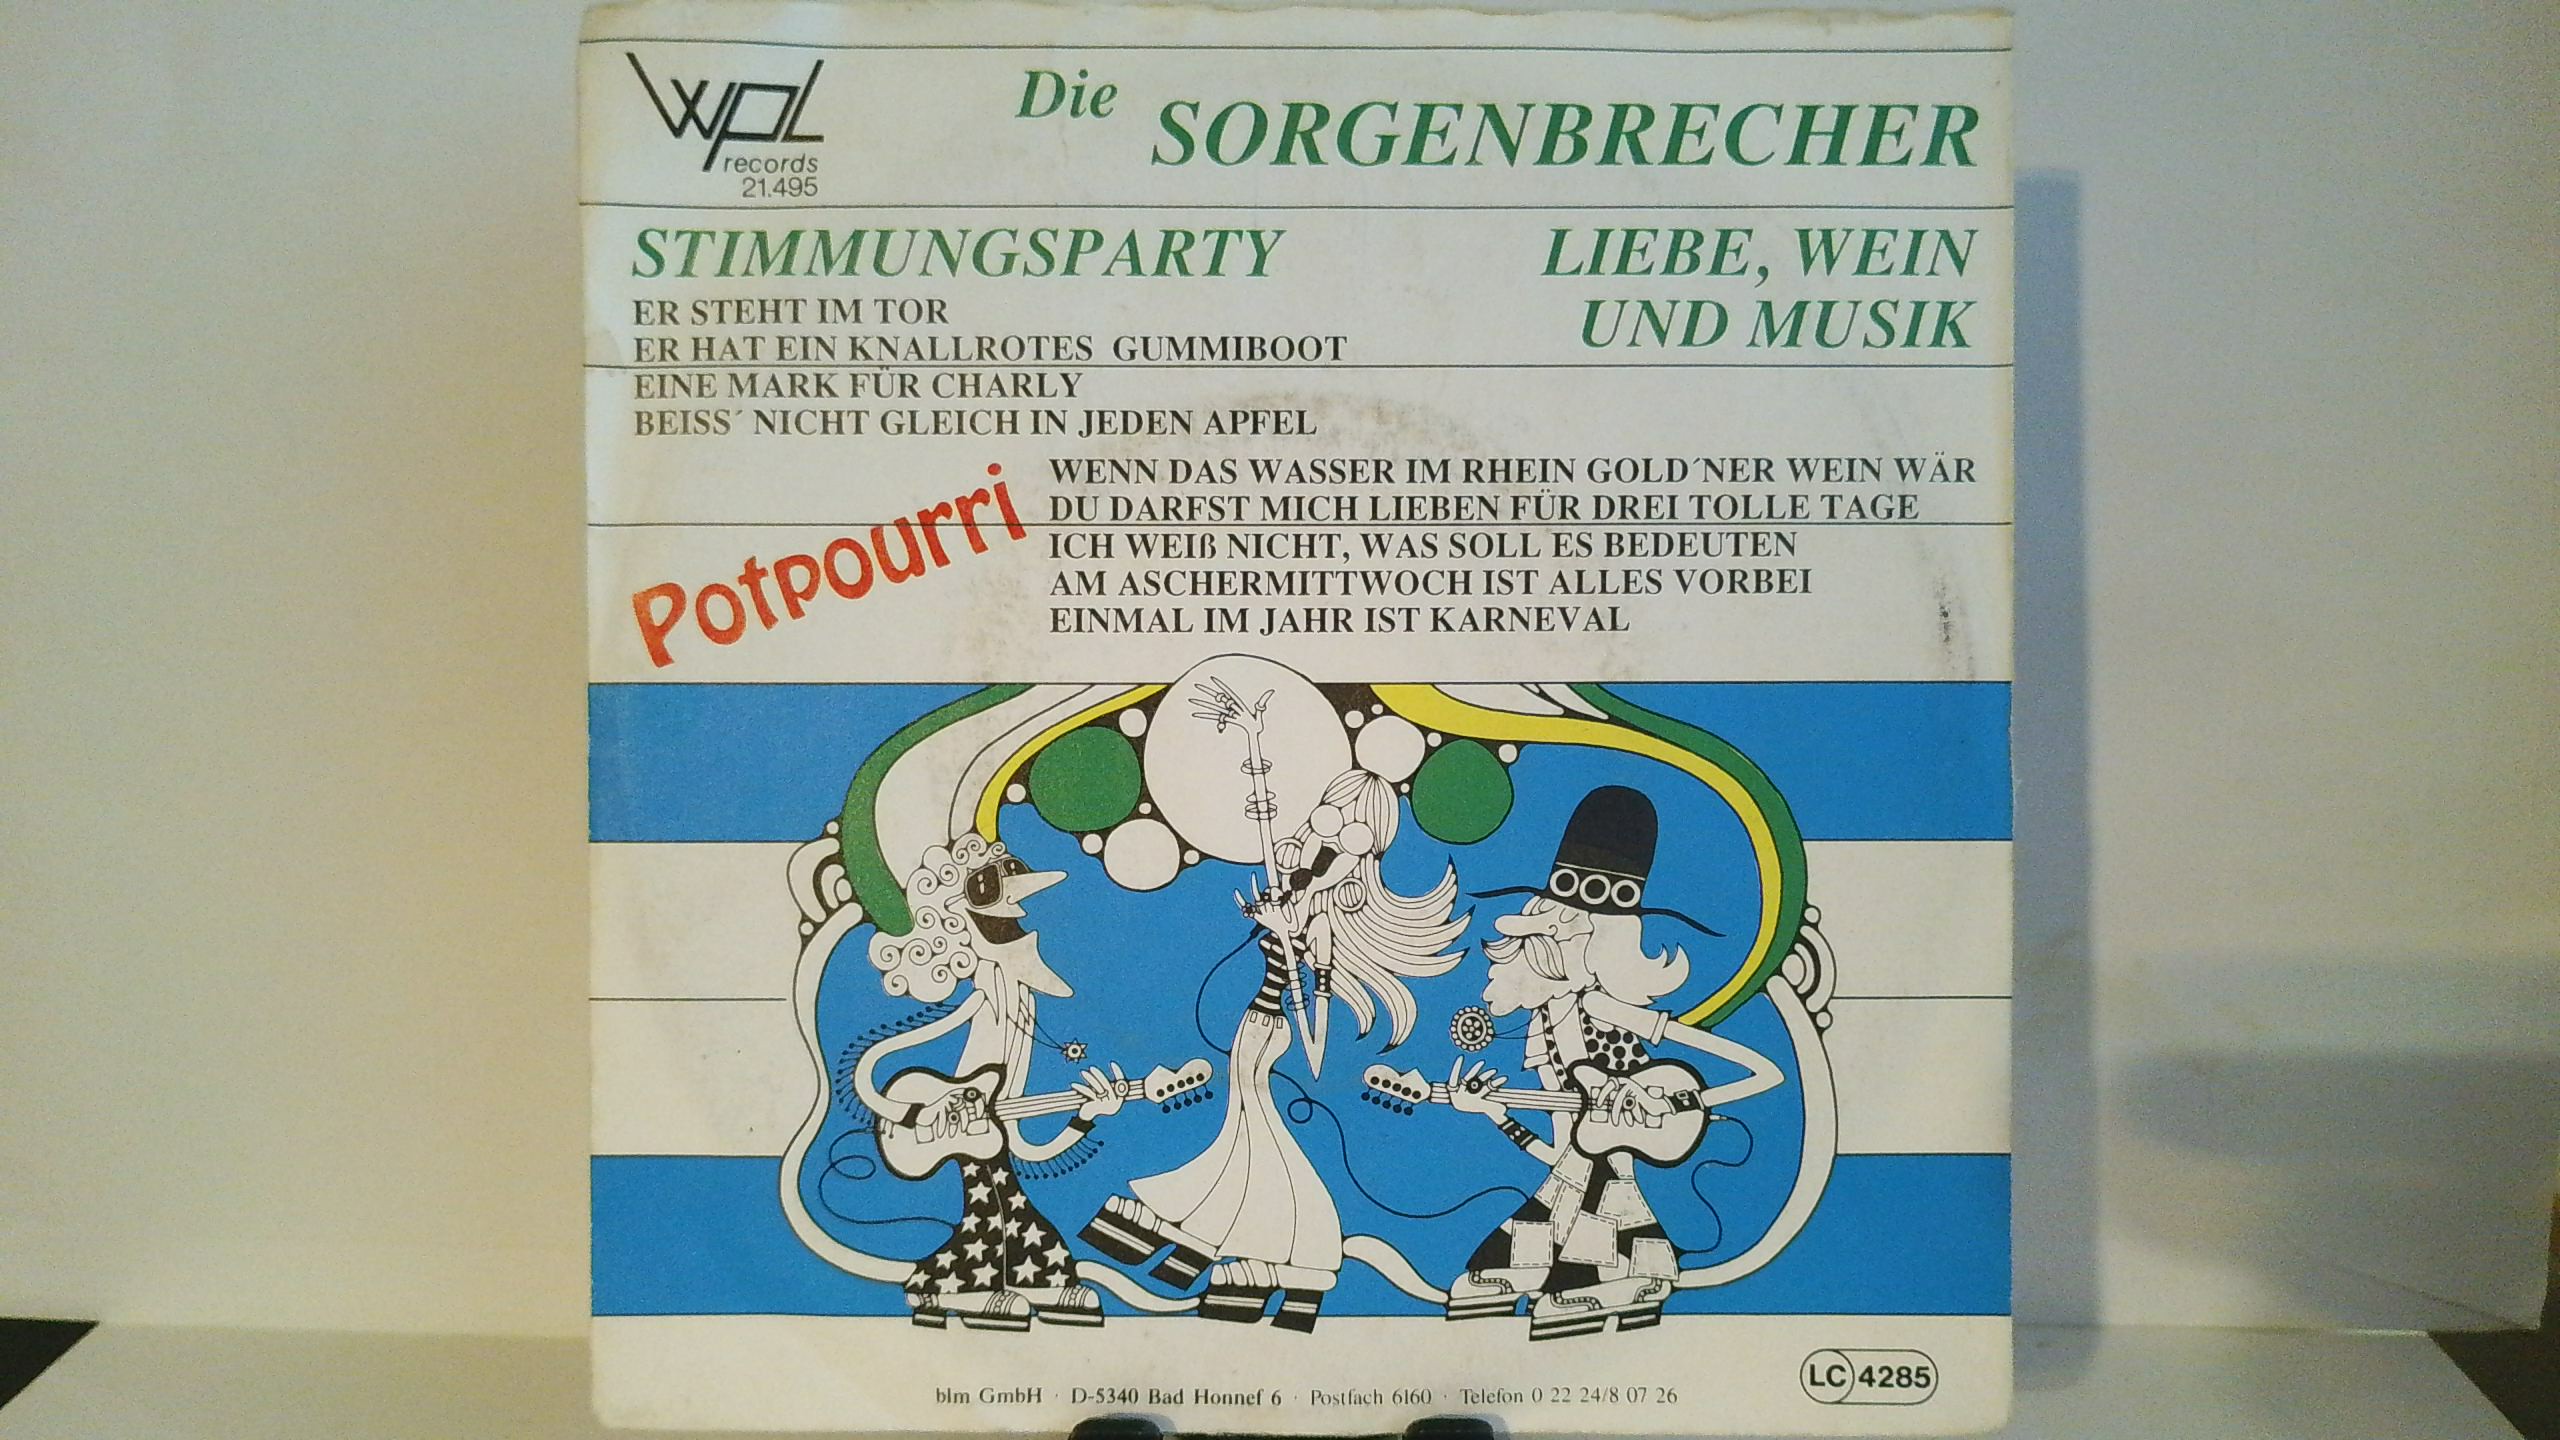 wpl
records
21.495
Die SORGENBRECHER
STIMMUNGSPARTY
ER STEHT IM TOR
ER HAT EIN KNALLROTES GUMMIBOOT
EINE MARK FÜR CHARLY
BEISS´ NICHT GLEICH IN JEDEN APFEL
LIEBE, WEIN
UND MUSIK
Potpourri
WENN DAS WASSER IM RHEIN GOLD´NER WEIN WÄR
DU DARFST MICH LIEBEN FÜR DREI TOLLE TAGE
ICH WEIß NICHT, WAS SOLL ES BEDEUTEN
AM ASCHERMITTWOCH IST ALLES VORBEI
EINMAL IM JAHR IST KARNEVAL
LC 4285
blm GmbH · D-5340 Bad Honnef 6 · Postfach 6160 · Telefon 0 22 24/8 07 26